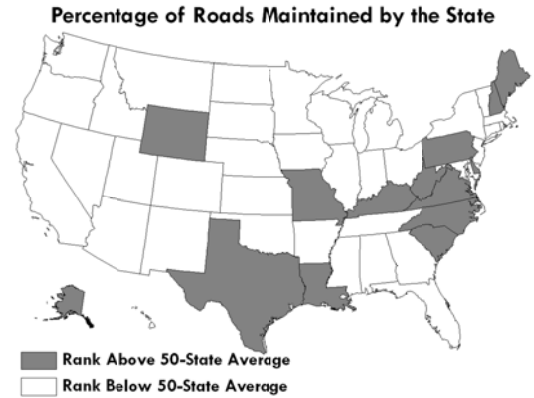 Percentage of Roads Maintained by the State
Rank Above 50-State Average
Rank Below 50-State Average